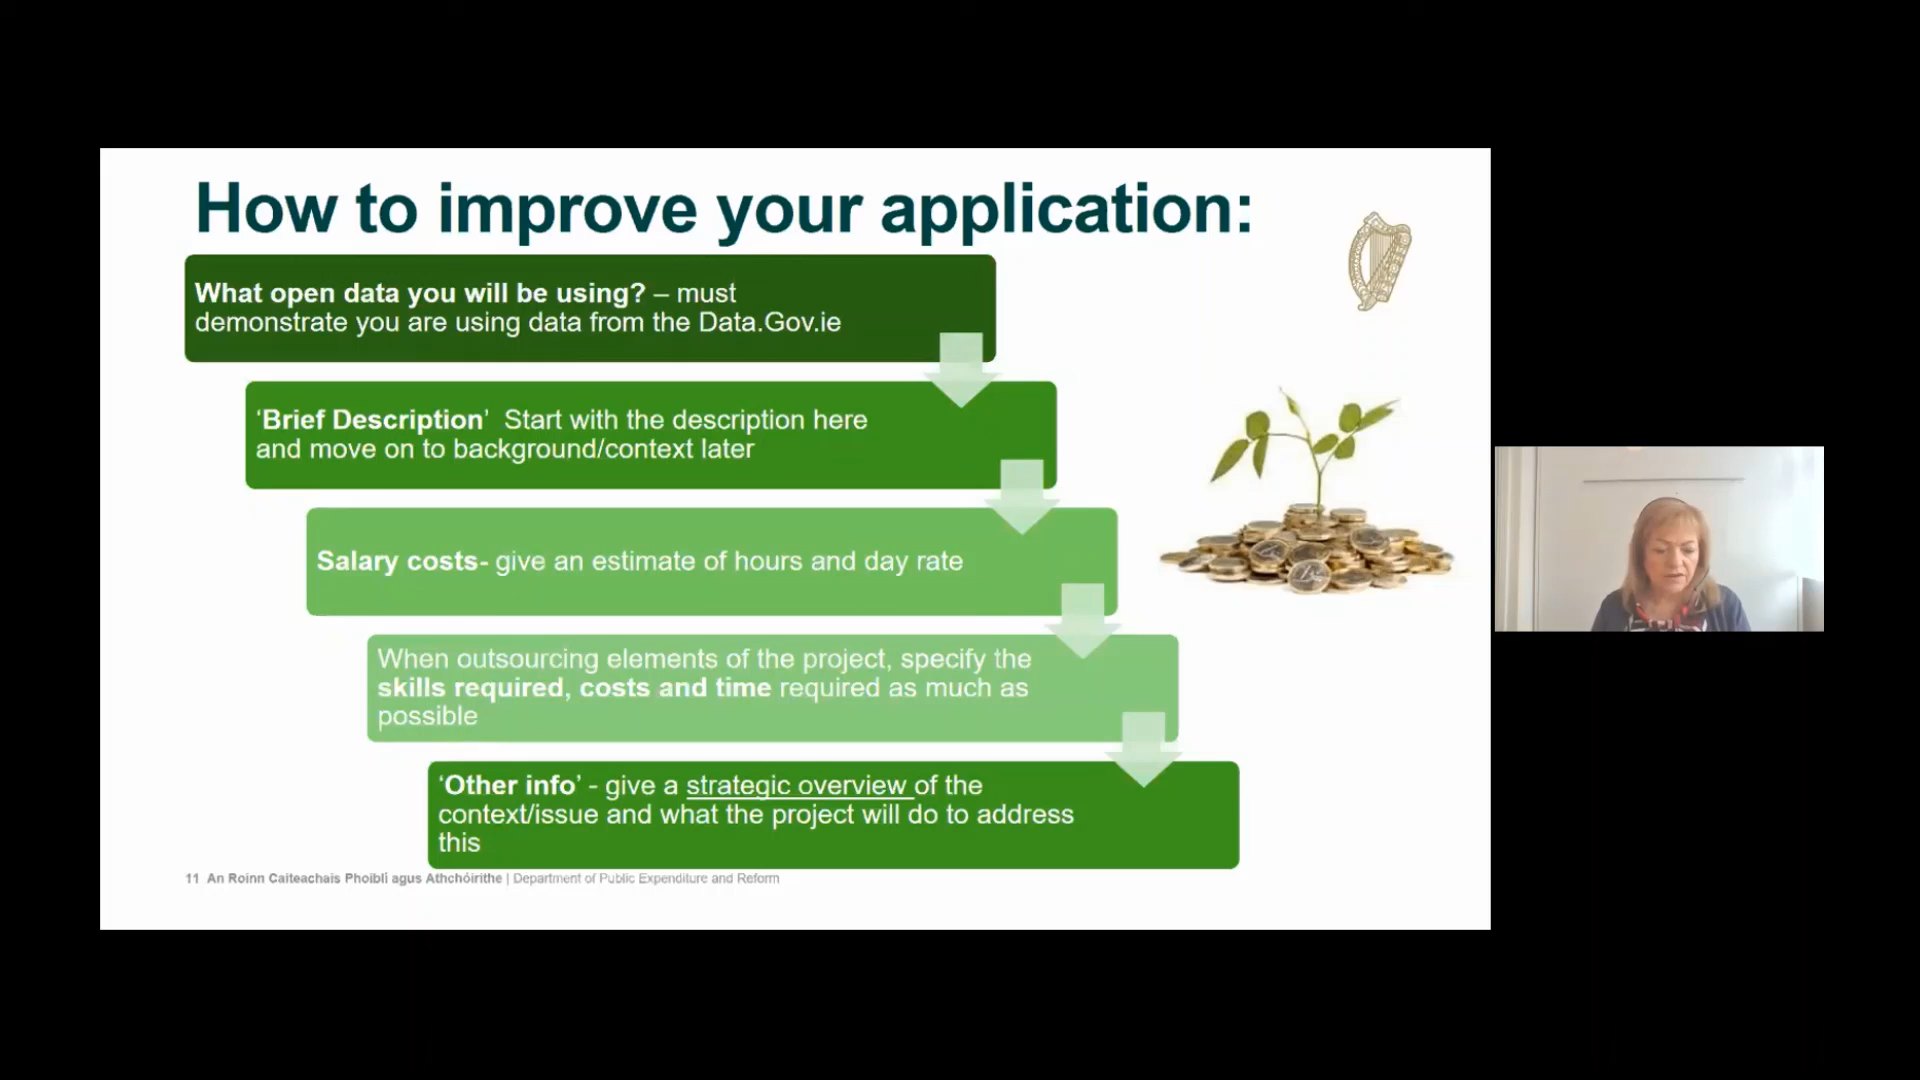 How to improve your application:
What open data you will be using? – must
demonstrate you are using data from the Data.Gov.ie
‘Brief Description’ Start with the description here
and move on to background/context later
Salary costs- give an estimate of hours and day rate
When outsourcing elements of the project, specify the
skills required, costs and time required as much as
possible
‘Other info’ - give a strategic overview of the
context/issue and what the project will do to address
this
11 An Roinn Caiteachais Phoiblí agus Athchóirithe | Department of Public Expenditure and Reform